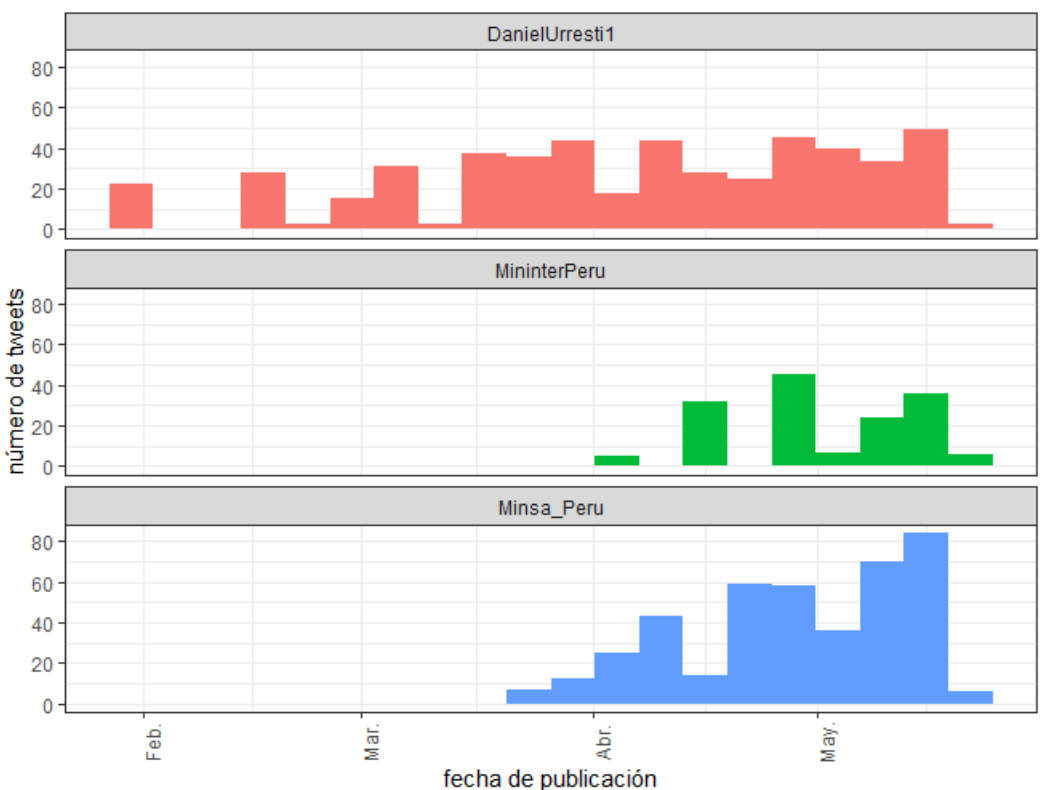 DanielUrresti1
80
60
40
20
0
MininterPeru
80
60
40
20
0
número de tweets
Minsa_Peru
80
60
40
20
0
Feb.
Mar.
Abr.
May.
fecha de publicación